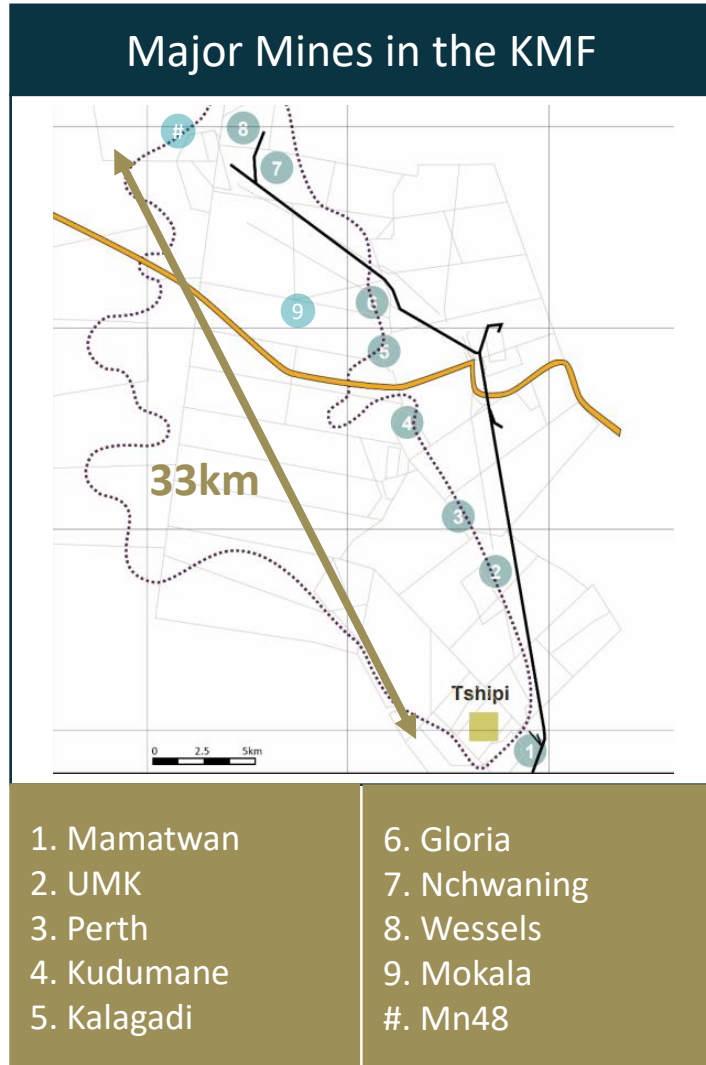 Major Mines in the KMF
#
8
7
6
9
5
4
33km
3
2
Tshipi
1
0 2.5 5km
1. Mamatwan
2. UMK
3. Perth
4. Kudumane
5. Kalagadi
6. Gloria
7. Nchwaning
8. Wessels
9. Mokala
#. Mn48